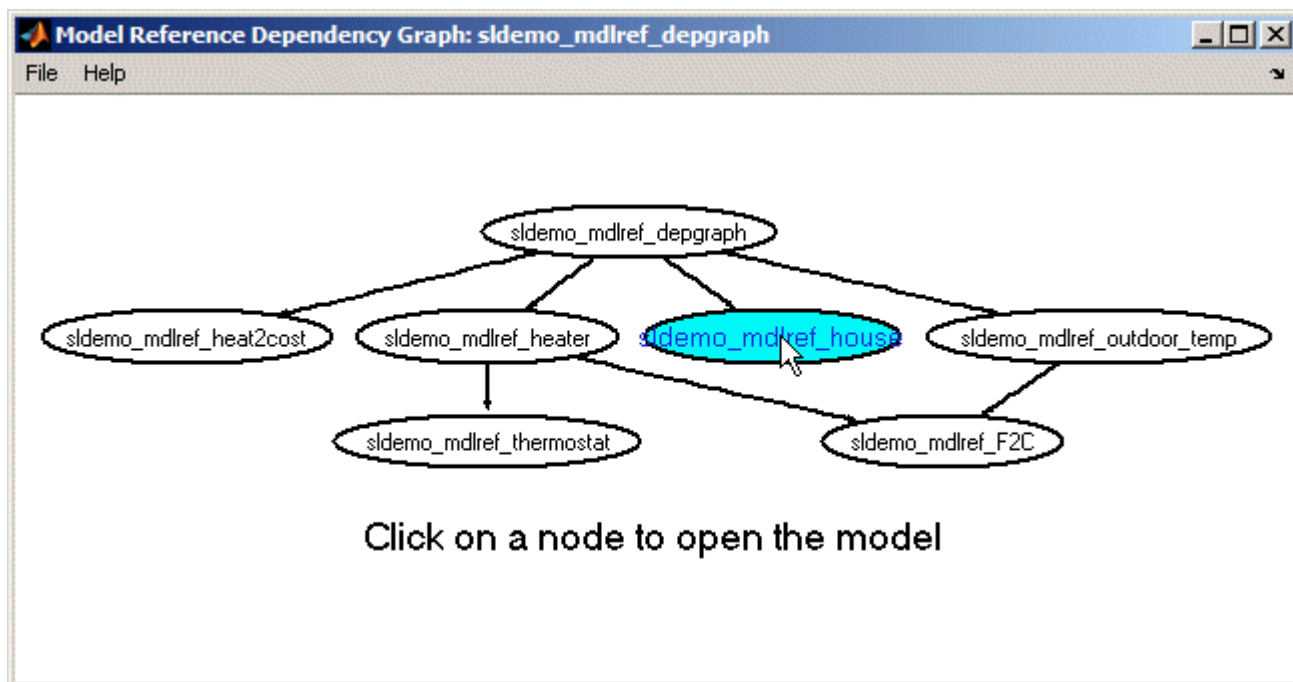 Model Reference Dependency Graph: sldemo_mdlref_depgraph
File Help
sldemo_mdlref_depgraph
sldemo_mdlref_heat2cost
sldemo_mdlref_heater
sldemo_mdlref_house
sldemo_mdlref_outdoor_temp
sldemo_mdlref_thermostat
sldemo_mdlref_F2C
Click on a node to open the model